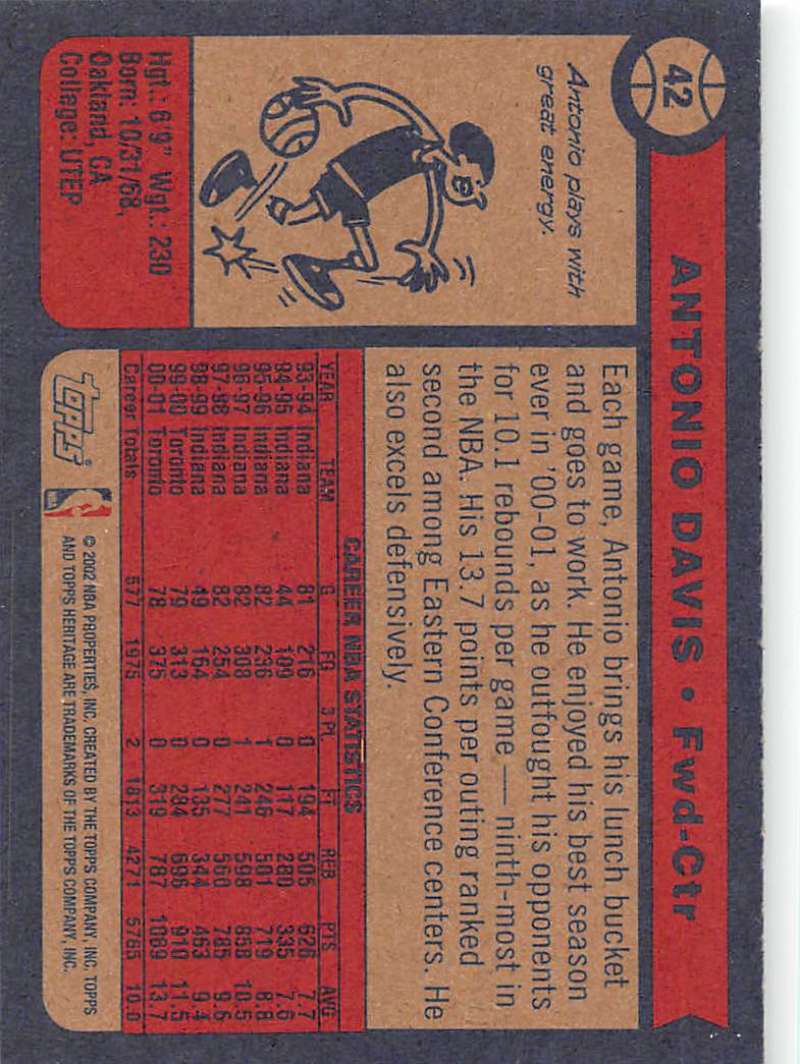 42
ANTONIO DAVIS • Fwd-Ctr
Antonio plays with
great energy.
Hgt.: 6'9" Wgt.: 230
Born: 10/31/68,
Oakland, CA
College: UTEP
Each game, Antonio brings his lunch bucket
and goes to work. He enjoyed his best season
ever in '00-01, as he outfought his opponents
for 10.1 rebounds per game — ninth-most in
the NBA. His 13.7 points per outing ranked
second among Eastern Conference centers. He
also excels defensively.
CAREER NBA STATISTICS
YEAR TEAM G FG 3 PT. FT REB PTS AVG
93-94 Indiana 81 216 0 194 505 626 7.7
94-95 Indiana 44 109 0 117 280 335 7.6
95-96 Indiana 82 236 1 246 501 719 8.8
96-97 Indiana 82 308 1 241 598 858 10.5
97-98 Indiana 82 254 0 277 560 785 9.6
98-99 Indiana 49 164 0 135 344 463 9.4
99-00 Toronto 79 313 0 284 696 910 11.5
00-01 Toronto 78 375 0 319 787 1069 13.7
Career Totals 577 1975 2 1813 4271 5765 10.0
TOPPS®
© 2002 NBA PROPERTIES, INC. CREATED BY THE TOPPS COMPANY, INC. TOPPS
AND TOPPS HERITAGE ARE TRADEMARKS OF THE TOPPS COMPANY, INC.